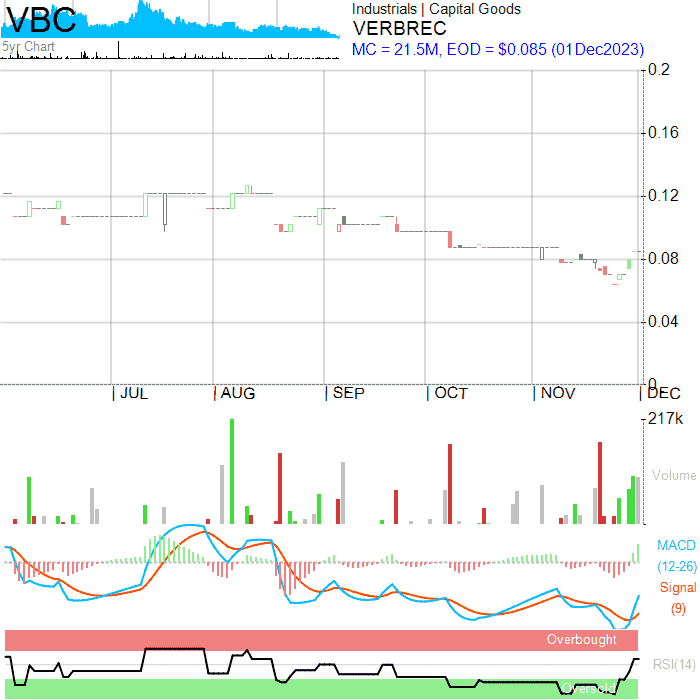 VBC
5yr Chart
Industrials | Capital Goods
VERBREC
MC = 21.5M, EOD = $0.085 (01Dec2023)
0.2
0.16
0.12
0.08
0.04
0
| JUL | AUG | SEP | OCT | NOV | DEC
217k
Volume
MACD
(12-26)
Signal
(9)
Overbought
RSI(14)
Oversold